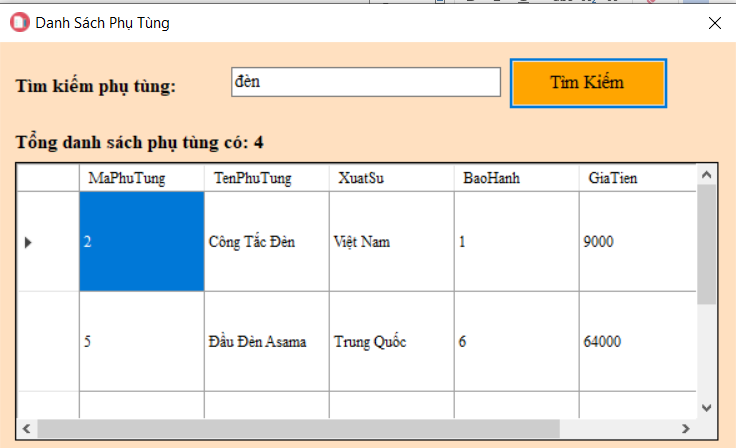 Danh Sách Phụ Tùng
Tìm kiếm phụ tùng: đèn Tìm Kiếm
Tổng danh sách phụ tùng có: 4
MaPhuTung TenPhuTung XuatSu BaoHanh GiaTien
2 Công Tắc Đèn Việt Nam 1 9000
5 Đầu Đèn Asama Trung Quốc 6 64000